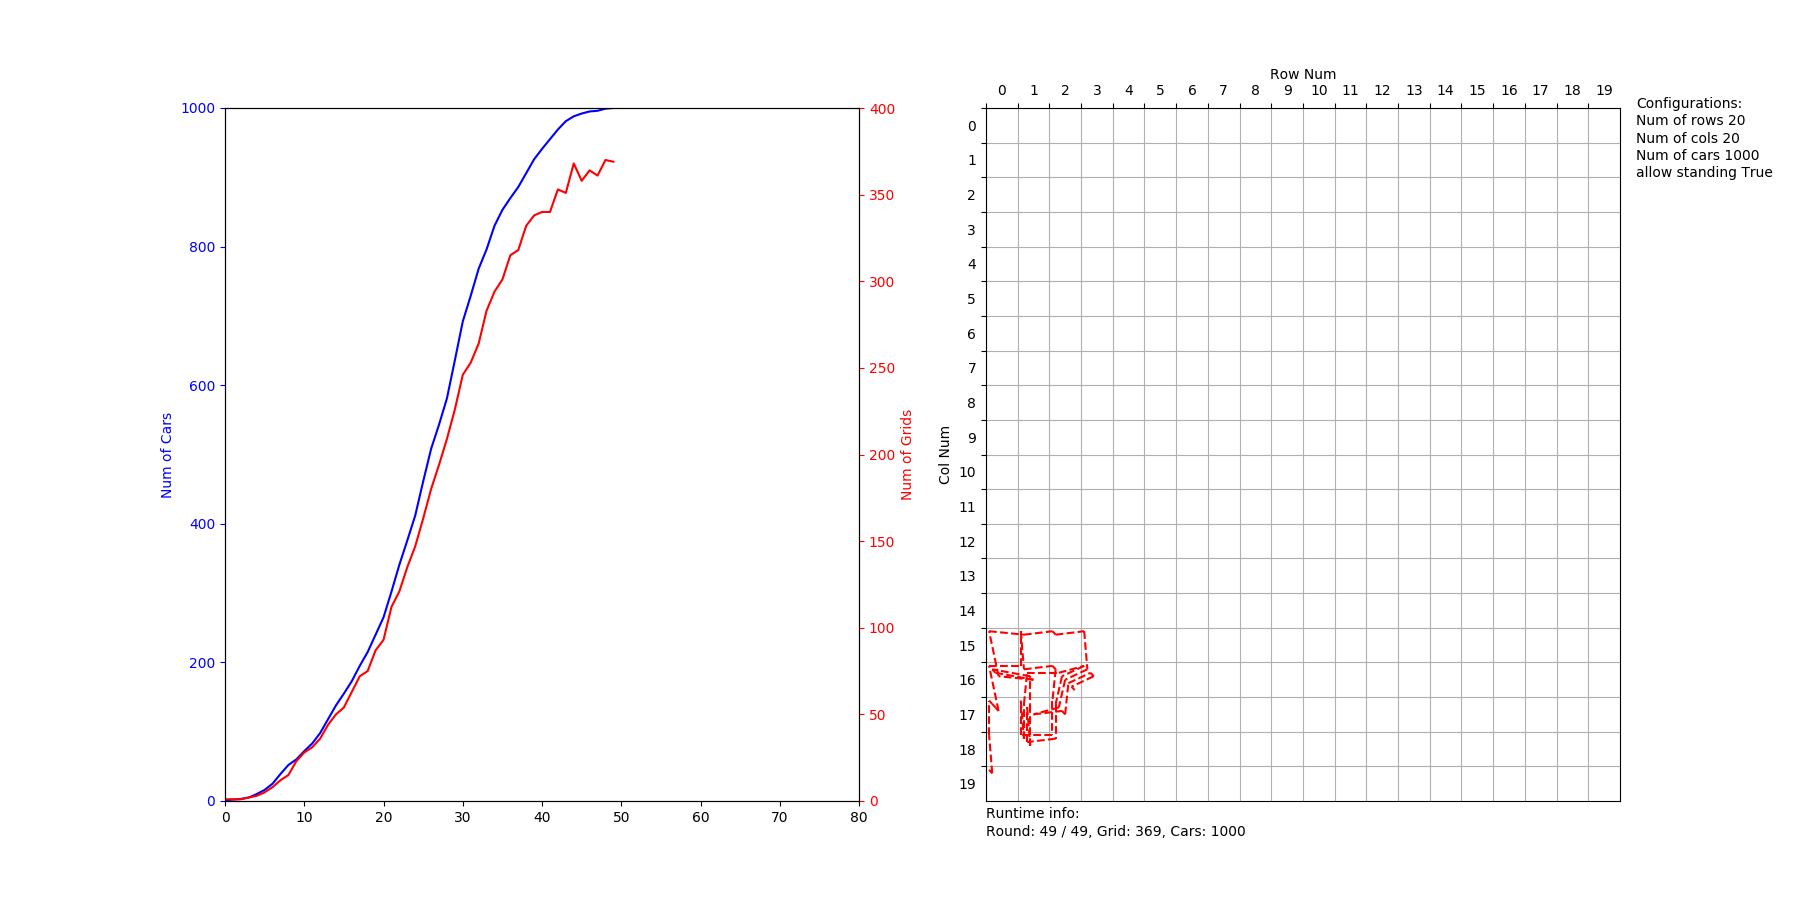 1000
800
600
400
200
0
Num of Cars
0 10 20 30 40 50 60 70 80
400
350
300
250
200
150
100
50
0
Num of Grids
Row Num
0 1 2 3 4 5 6 7 8 9 10 11 12 13 14 15 16 17 18 19
Col Num
0
1
2
3
4
5
6
7
8
9
10
11
12
13
14
15
16
17
18
19
Configurations:
Num of rows 20
Num of cols 20
Num of cars 1000
allow standing True
Runtime info:
Round: 49 / 49, Grid: 369, Cars: 1000